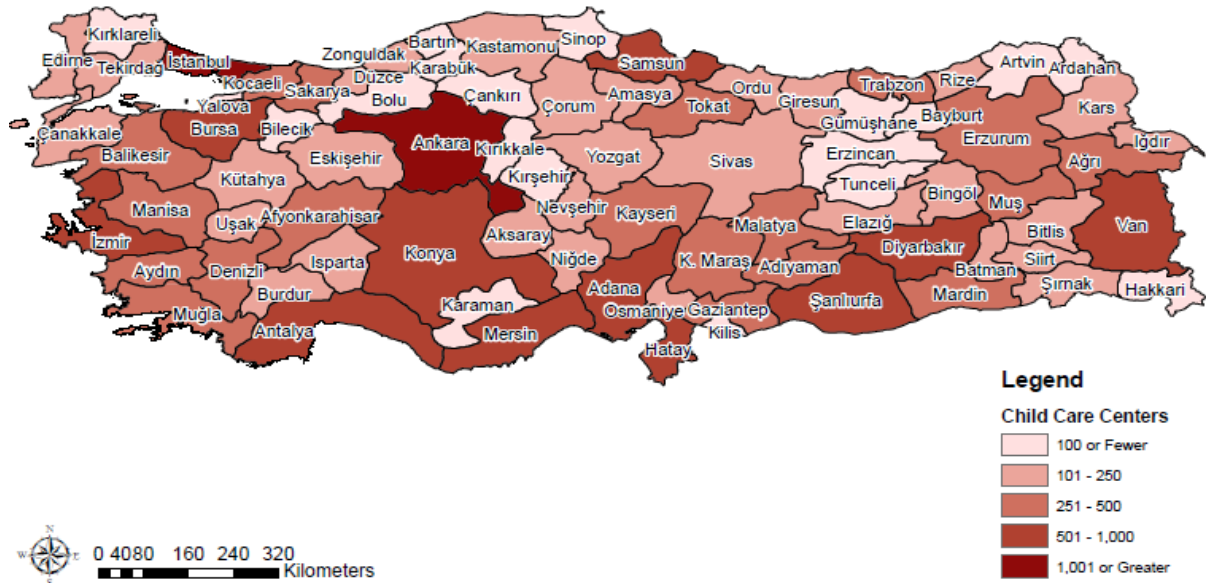 Kırklareli
Edirne
Tekirdag
İstanbul
Kocaeli
Yalova
Sakarya
Düzce
Zonguldak
Bartın
Karabük
Kastamonu
Sinop
Samsun
Bolu
Çankırı
Çorum
Amasya
Tokat
Ordu
Giresun
Trabzon
Rize
Artvin
Ardahan
Kars
Gümüşhane
Bayburt
Erzurum
Iğdır
Ağrı
Çanakkale
Balikesir
Bursa
Bilecik
Eskişehir
Kütahya
Ankara
Kırıkkale
Kırşehir
Yozgat
Sivas
Erzincan
Tunceli
Bingöl
Muş
Manisa
Uşak
Afyonkarahisar
İzmir
Aydın
Denizli
Isparta
Burdur
Konya
Aksaray
Nevşehir
Niğde
Kayseri
Malatya
Elazığ
Diyarbakır
Bitlis
Van
Batman
Siirt
Şırnak
Hakkari
Muğla
Antalya
Karaman
Mersin
Adana
Osmaniye
K. Maraş
Adıyaman
Gaziantep
Kilis
Hatay
Şanlıurfa
Mardin
Legend
Child Care Centers
100 or Fewer
101 - 250
251 - 500
501 - 1,000
1,001 or Greater
N
W E
S
0 40 80 160 240 320
Kilometers